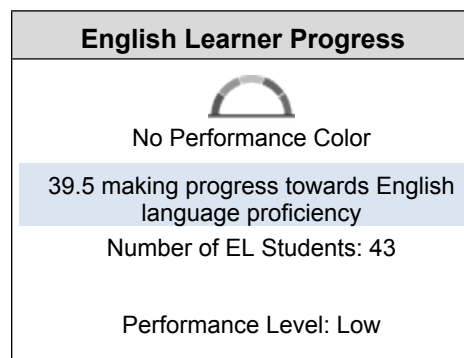 English Learner Progress
No Performance Color
39.5 making progress towards English
language proficiency
Number of EL Students: 43
Performance Level: Low